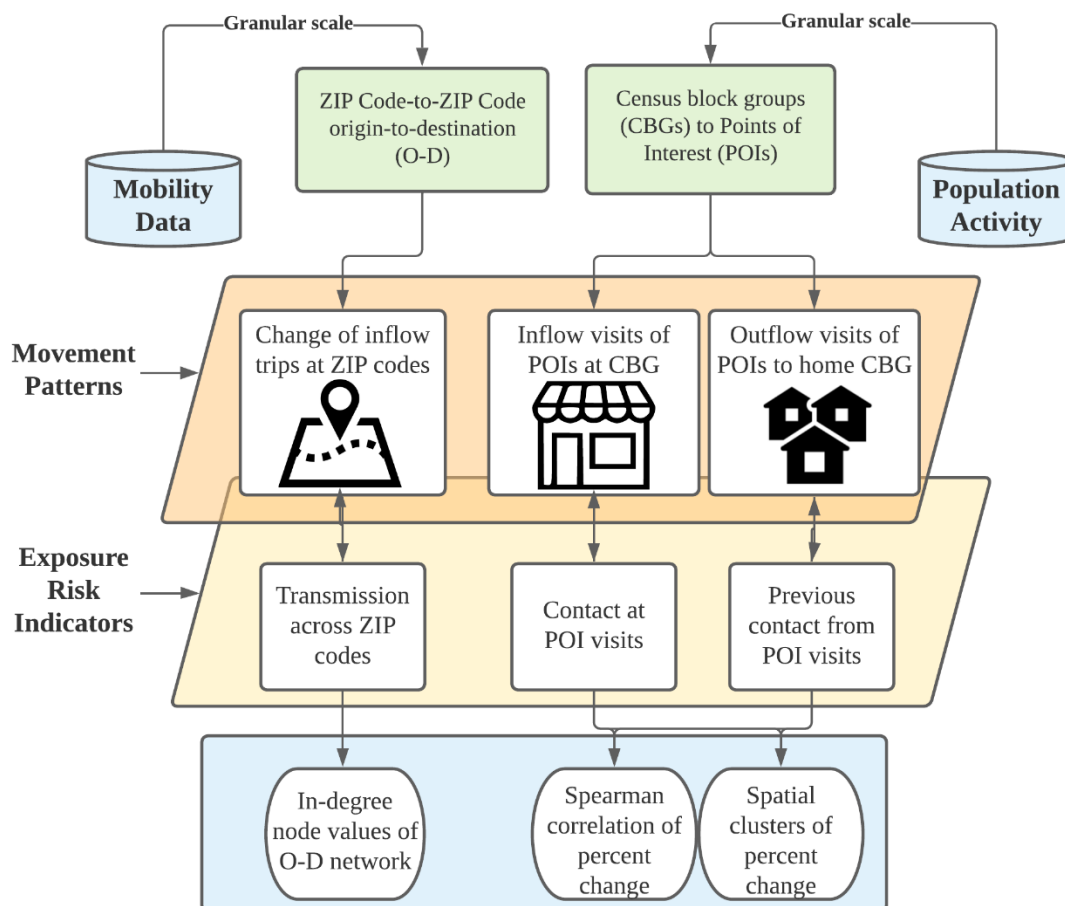 Granular scale
Granular scale
ZIP Code-to-ZIP Code
origin-to-destination
(O-D)
Census block groups
(CBGs) to Points of
Interest (POIs)
Mobility
Data
Population
Activity
Movement
Patterns
Change of inflow
trips at ZIP codes
Inflow visits of
POIs at CBG
Outflow visits of
POIs to home CBG
Exposure
Risk
Indicators
Transmission
across ZIP
codes
Contact at
POI visits
Previous
contact from
POI visits
In-degree
node values of
O-D network
Spearman
correlation of
percent
change
Spatial
clusters of
percent
change